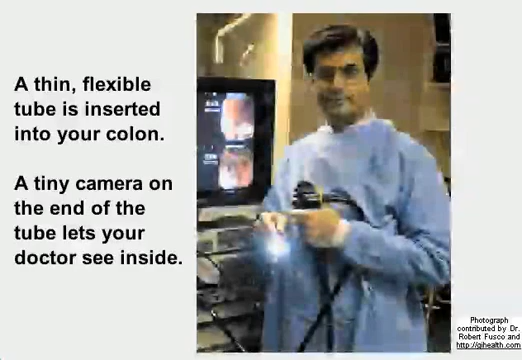 A thin, flexible
tube is inserted
into your colon.
A tiny camera on
the end of the
tube lets your
doctor see inside.
Photograph
contributed by Dr.
Robert Fusco and
http://gihealth.com